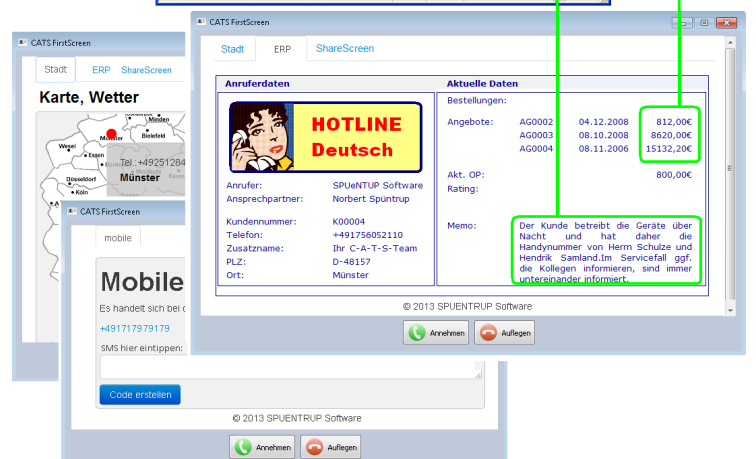 CATS FirstScreen
Stadt ERP ShareScreen
Anruferdaten
HOTLINE
Deutsch
Anrufer: SPUeNTUP Software
Ansprechpartner: Norbert Spüntrup
Kundennummer: K00004
Telefon: +491756052110
Zusatzname: Ihr C-A-T-S-Team
PLZ: D-48157
Ort: Münster
Aktuelle Daten
Bestellungen:
Angebote: AG0002 04.12.2008 812,00€
AG0003 08.10.2008 8620,00€
AG0004 08.11.2006 15132,20€
Akt. OP: 800,00€
Rating:
Memo: Der Kunde betreibt die Geräte über
Nacht und hat daher die
Handynummer von Herrn Schulze und
Hendrik Samland.Im Servicefall ggf.
die Kollegen informieren, sind immer
untereinander informiert.
© 2013 SPUENTRUP Software
Annehmen Auflegen
CATS FirstScreen
Stadt ERP ShareScreen
Karte, Wetter
Minden
Münster Bielefeld
Wesel
Essen
Tel.:+49251284
Münster
Düsseldorf
Köln
CATS FirstScreen
mobile
Mobile
Es handelt sich bei
+491717979179
SMS hier eintippen:
Code erstellen
© 2013 SPUENTRUP Software
Annehmen Auflegen